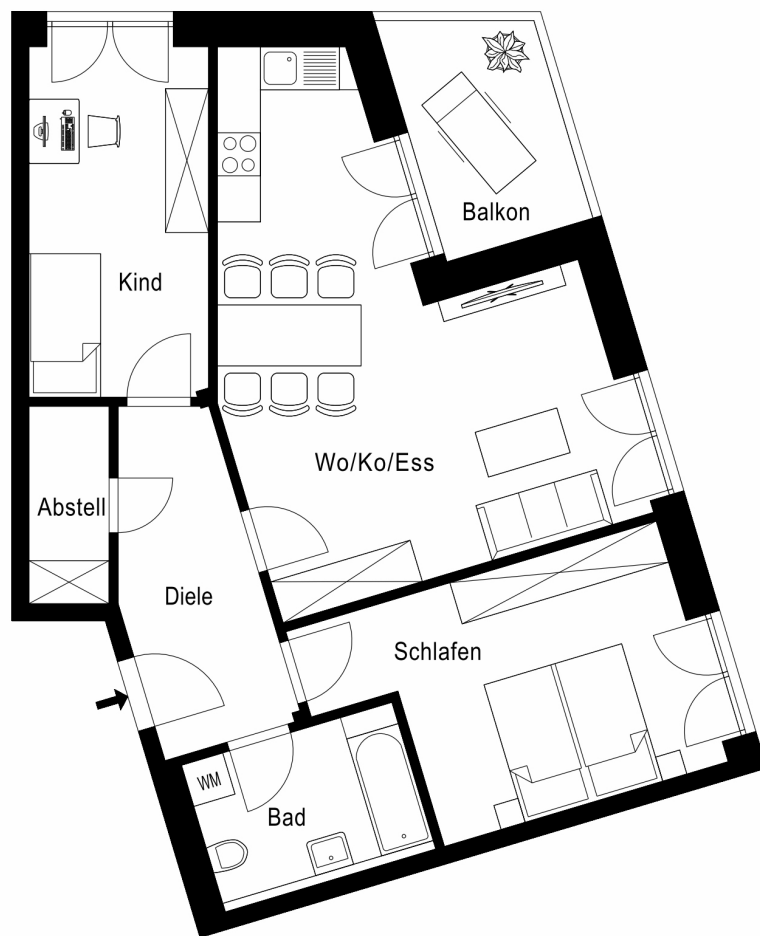 Balkon
Kind
Wo/Ko/Ess
Abstell
Diele
Schlafen
WM
Bad